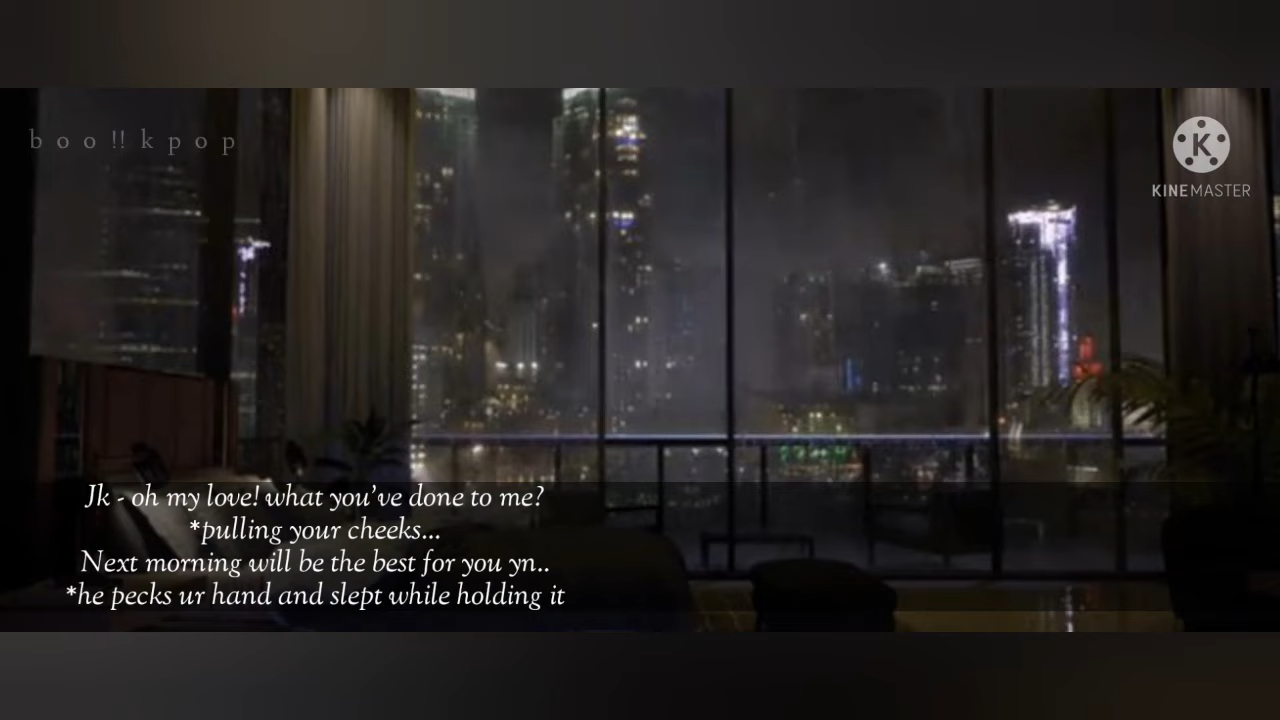 boo!!kpop
K
KINEMASTER
Jk - oh my love! what you've done to me?
*pulling your cheeks...
Next morning will be the best for you yn..
*he pecks ur hand and slept while holding it